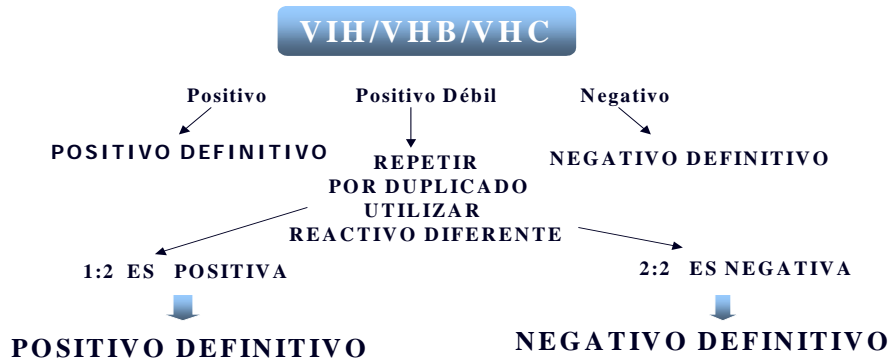 VIH/VHB/VHC
Positivo Positivo Débil Negativo
POSITIVO DEFINITIVO
NEGATIVO DEFINITIVO
REPETIR
POR DUPLICADO
UTILIZAR
REACTIVO DIFERENTE
1:2 ES POSITIVA
2:2 ES NEGATIVA
POSITIVO DEFINITIVO
NEGATIVO DEFINITIVO